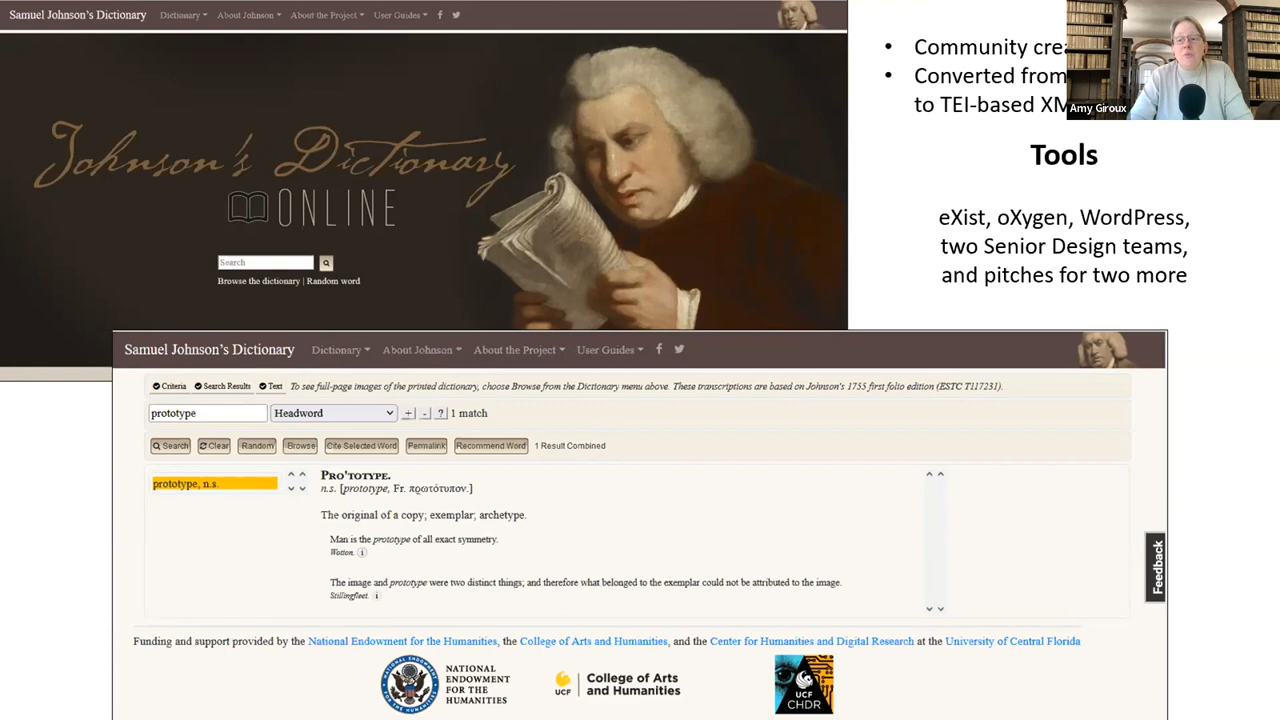 Samuel Johnson's Dictionary Dictionary About Johnson About the Project User Guides
Johnson's Dictionary
ONLINE
Search
Browse the dictionary | Random word
• Community crea
• Converted from
to TEI-based XM
Amy Giroux
Tools
eXist, oXygen, WordPress,
two Senior Design teams,
and pitches for two more
Samuel Johnson's Dictionary Dictionary About Johnson About the Project User Guides
Criteria Search Results Text To see full-page images of the printed dictionary, choose Browse from the Dictionary menu above. These transcriptions are based on Johnson's 1755 first folio edition (ESTC T117231).
prototype Headword + - ? 1 match
Search Clear Random Browse Cite Selected Word Permalink Recommend Word 1 Result Combined
prototype, n.s.
PRO'TOTYPE.
n.s. [prototype, Fr. πρωτότυπον.]
The original of a copy; exemplar; archetype.
Man is the prototype of all exact symmetry.
Wotton.
The image and prototype were two distinct things; and therefore what belonged to the exemplar could not be attributed to the image.
Stillingfleet.
Feedback
Funding and support provided by the National Endowment for the Humanities, the College of Arts and Humanities, and the Center for Humanities and Digital Research at the University of Central Florida
NATIONAL
ENDOWMENT
FOR THE
HUMANITIES
UCF
College of Arts
and Humanities
UCF
CHDR